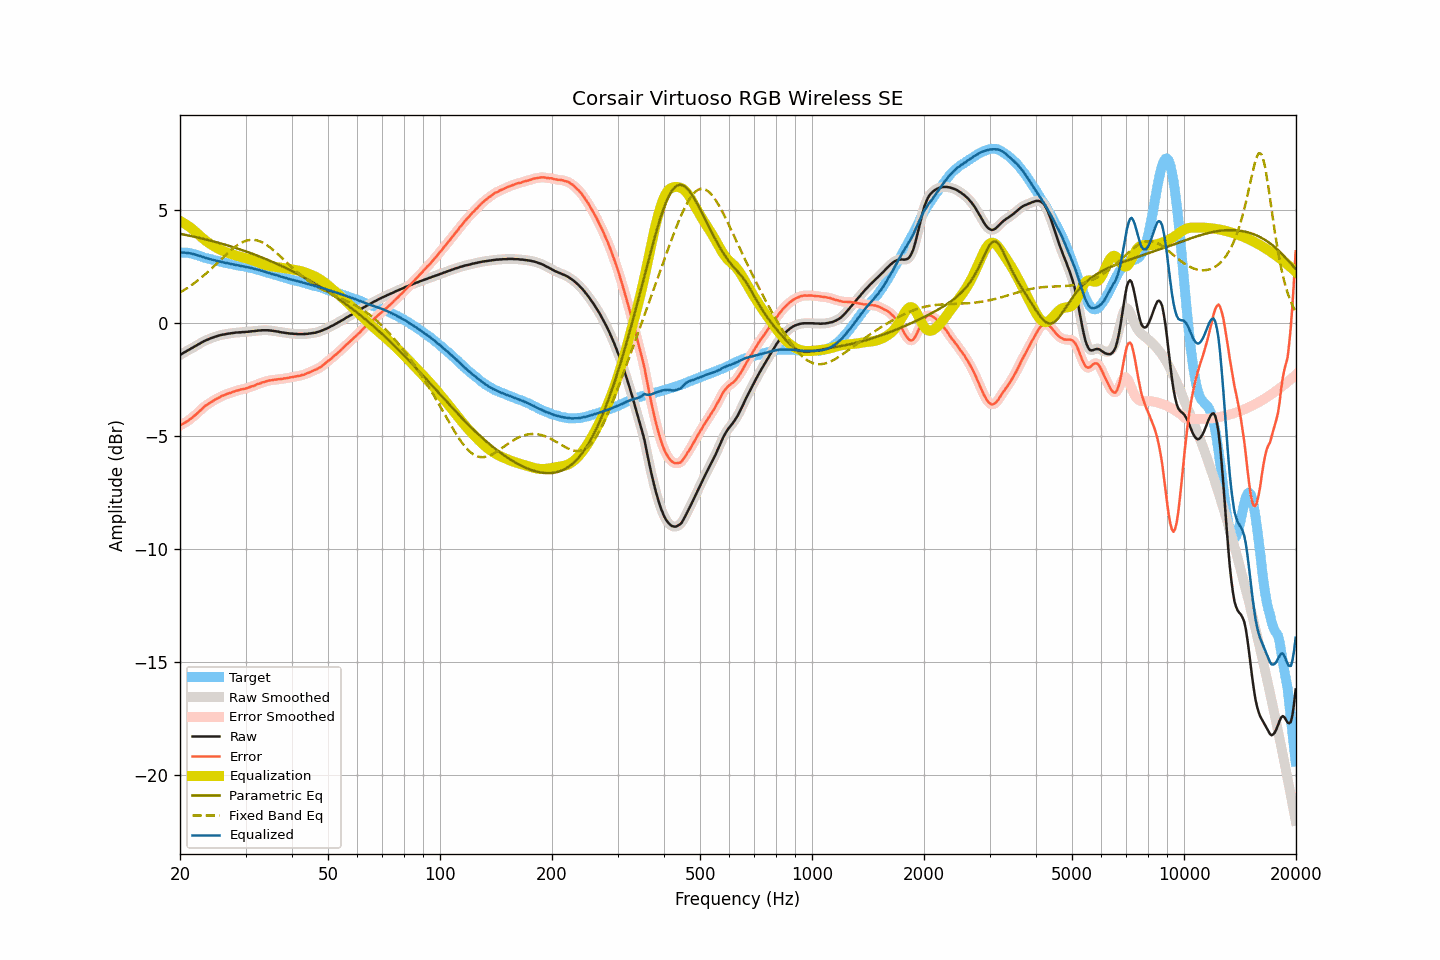 Corsair Virtuoso RGB Wireless SE
Amplitude (dBr)
5
0
−5
−10
−15
−20
Target
Raw Smoothed
Error Smoothed
Raw
Error
Equalization
Parametric Eq
Fixed Band Eq
Equalized
20 50 100 200 500 1000 2000 5000 10000 20000
Frequency (Hz)